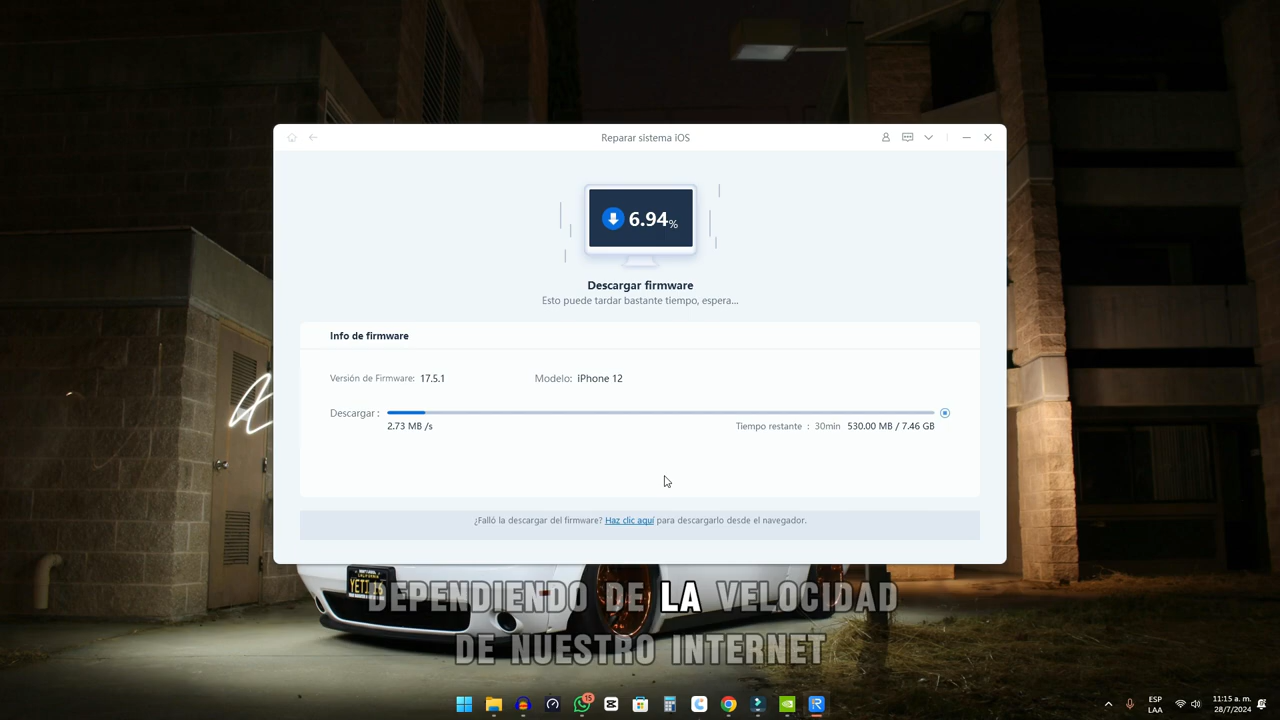 Reparar sistema iOS
6.94%
Descargar firmware
Esto puede tardar bastante tiempo, espera...
Info de firmware
Versión de Firmware: 17.5.1 Modelo: iPhone 12
Descargar :
2.73 MB /s Tiempo restante : 30min 530.00 MB / 7.46 GB
¿Falló la descargar del firmware? Haz clic aquí para descargarlo desde el navegador.
CALIFORNIA
DEPENDIENDO DE LA VELOCIDAD
DE NUESTRO INTERNET
15
ESP
LAA
11:15 a. m.
28/7/2024